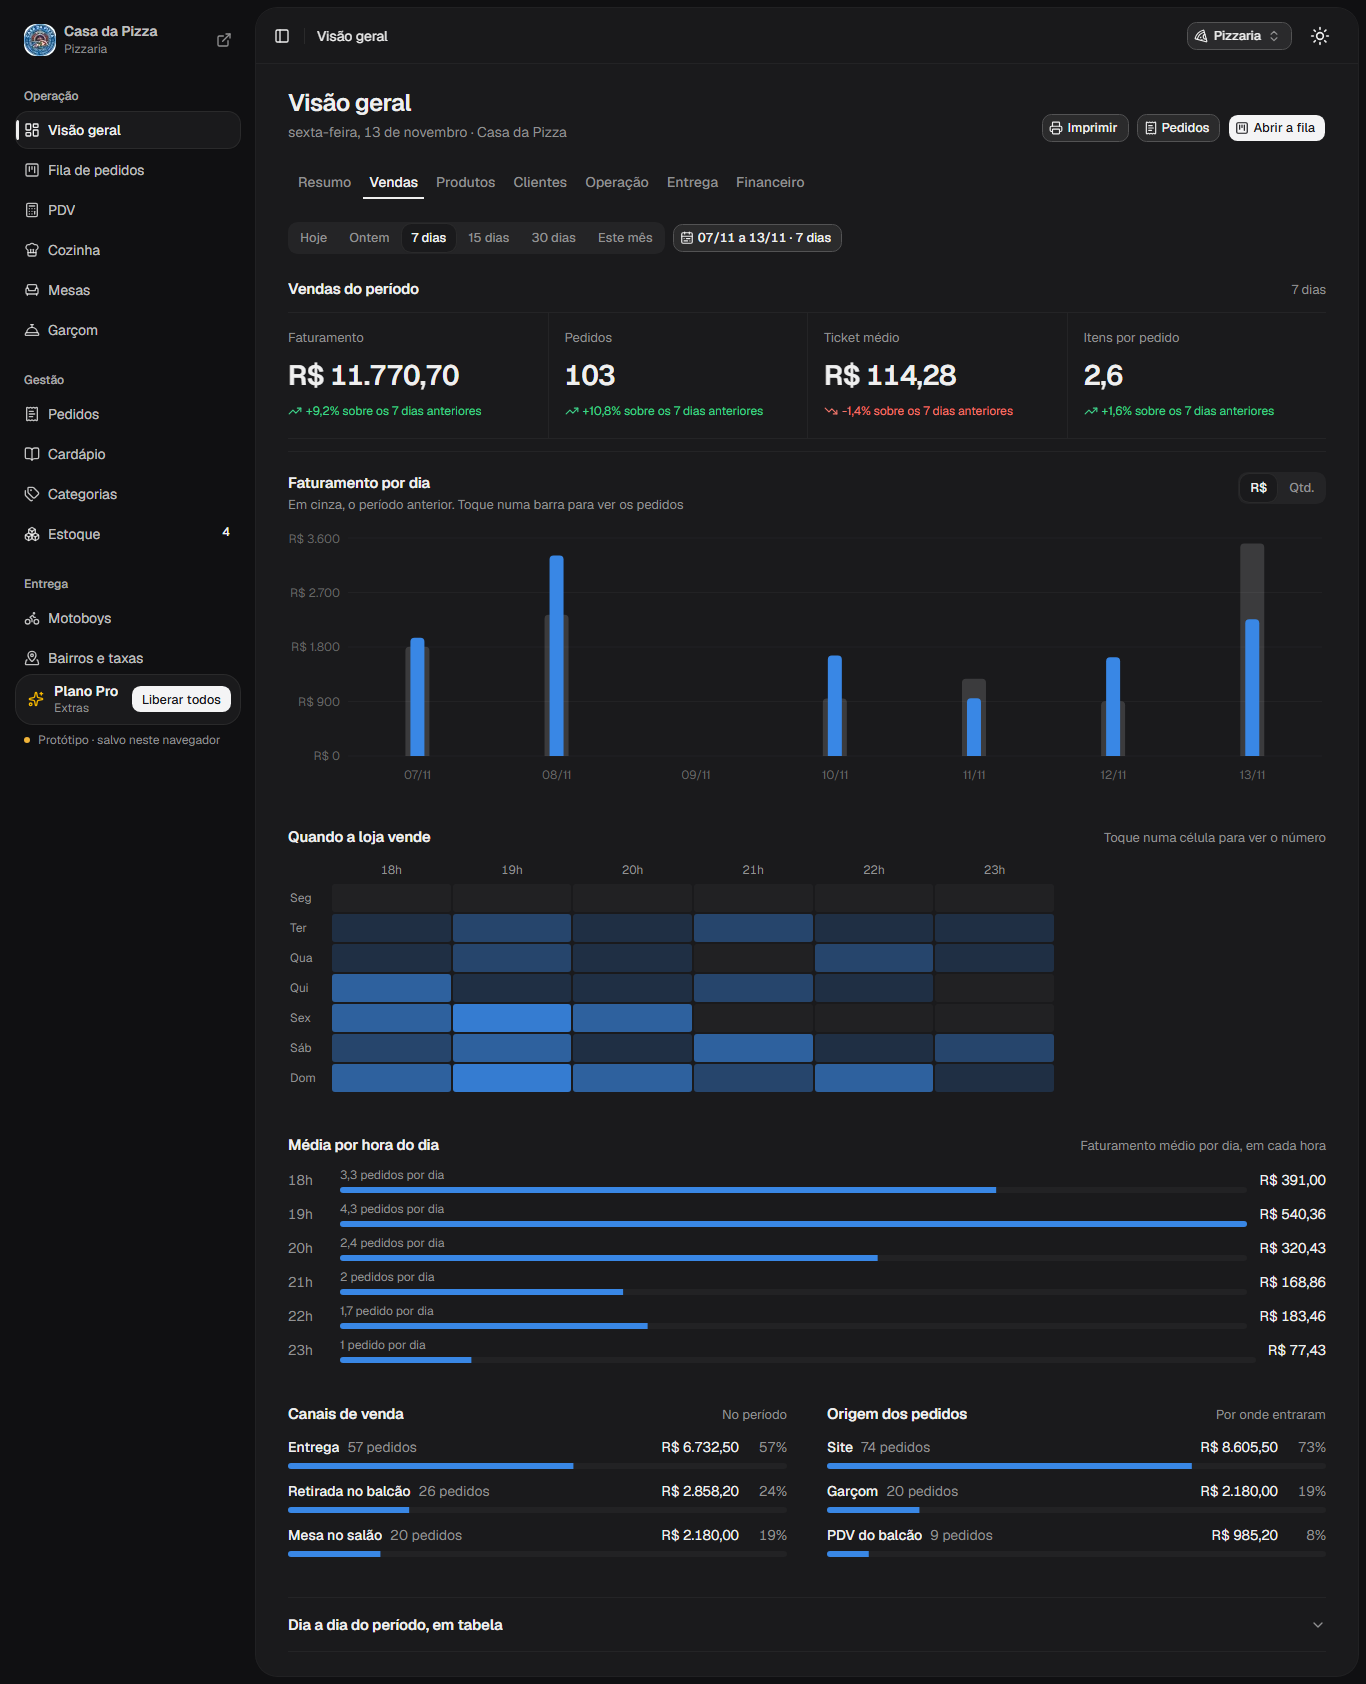 Casa da Pizza
Pizzaria
Operação
Visão geral
Fila de pedidos
PDV
Cozinha
Mesas
Garçom
Gestão
Pedidos
Cardápio
Categorias
Estoque 4
Entrega
Motoboys
Bairros e taxas
Plano Pro
Extras
Liberar todos
Protótipo · salvo neste navegador
Visão geral
Pizzaria
Visão geral
sexta-feira, 13 de novembro · Casa da Pizza
Imprimir Pedidos Abrir a fila
Resumo Vendas Produtos Clientes Operação Entrega Financeiro
Hoje Ontem 7 dias 15 dias 30 dias Este mês 07/11 a 13/11 · 7 dias
Vendas do período 7 dias
Faturamento
R$ 11.770,70
+9,2% sobre os 7 dias anteriores
Pedidos
103
+10,8% sobre os 7 dias anteriores
Ticket médio
R$ 114,28
-1,4% sobre os 7 dias anteriores
Itens por pedido
2,6
+1,6% sobre os 7 dias anteriores
Faturamento por dia
Em cinza, o período anterior. Toque numa barra para ver os pedidos
R$ Qtd.
R$ 3.600
R$ 2.700
R$ 1.800
R$ 900
R$ 0
07/11 08/11 09/11 10/11 11/11 12/11 13/11
Quando a loja vende Toque numa célula para ver o número
18h 19h 20h 21h 22h 23h
Seg
Ter
Qua
Qui
Sex
Sáb
Dom
Média por hora do dia Faturamento médio por dia, em cada hora
18h 3,3 pedidos por dia R$ 391,00
19h 4,3 pedidos por dia R$ 540,36
20h 2,4 pedidos por dia R$ 320,43
21h 2 pedidos por dia R$ 168,86
22h 1,7 pedido por dia R$ 183,46
23h 1 pedido por dia R$ 77,43
Canais de venda No período
Entrega 57 pedidos R$ 6.732,50 57%
Retirada no balcão 26 pedidos R$ 2.858,20 24%
Mesa no salão 20 pedidos R$ 2.180,00 19%
Origem dos pedidos Por onde entraram
Site 74 pedidos R$ 8.605,50 73%
Garçom 20 pedidos R$ 2.180,00 19%
PDV do balcão 9 pedidos R$ 985,20 8%
Dia a dia do período, em tabela